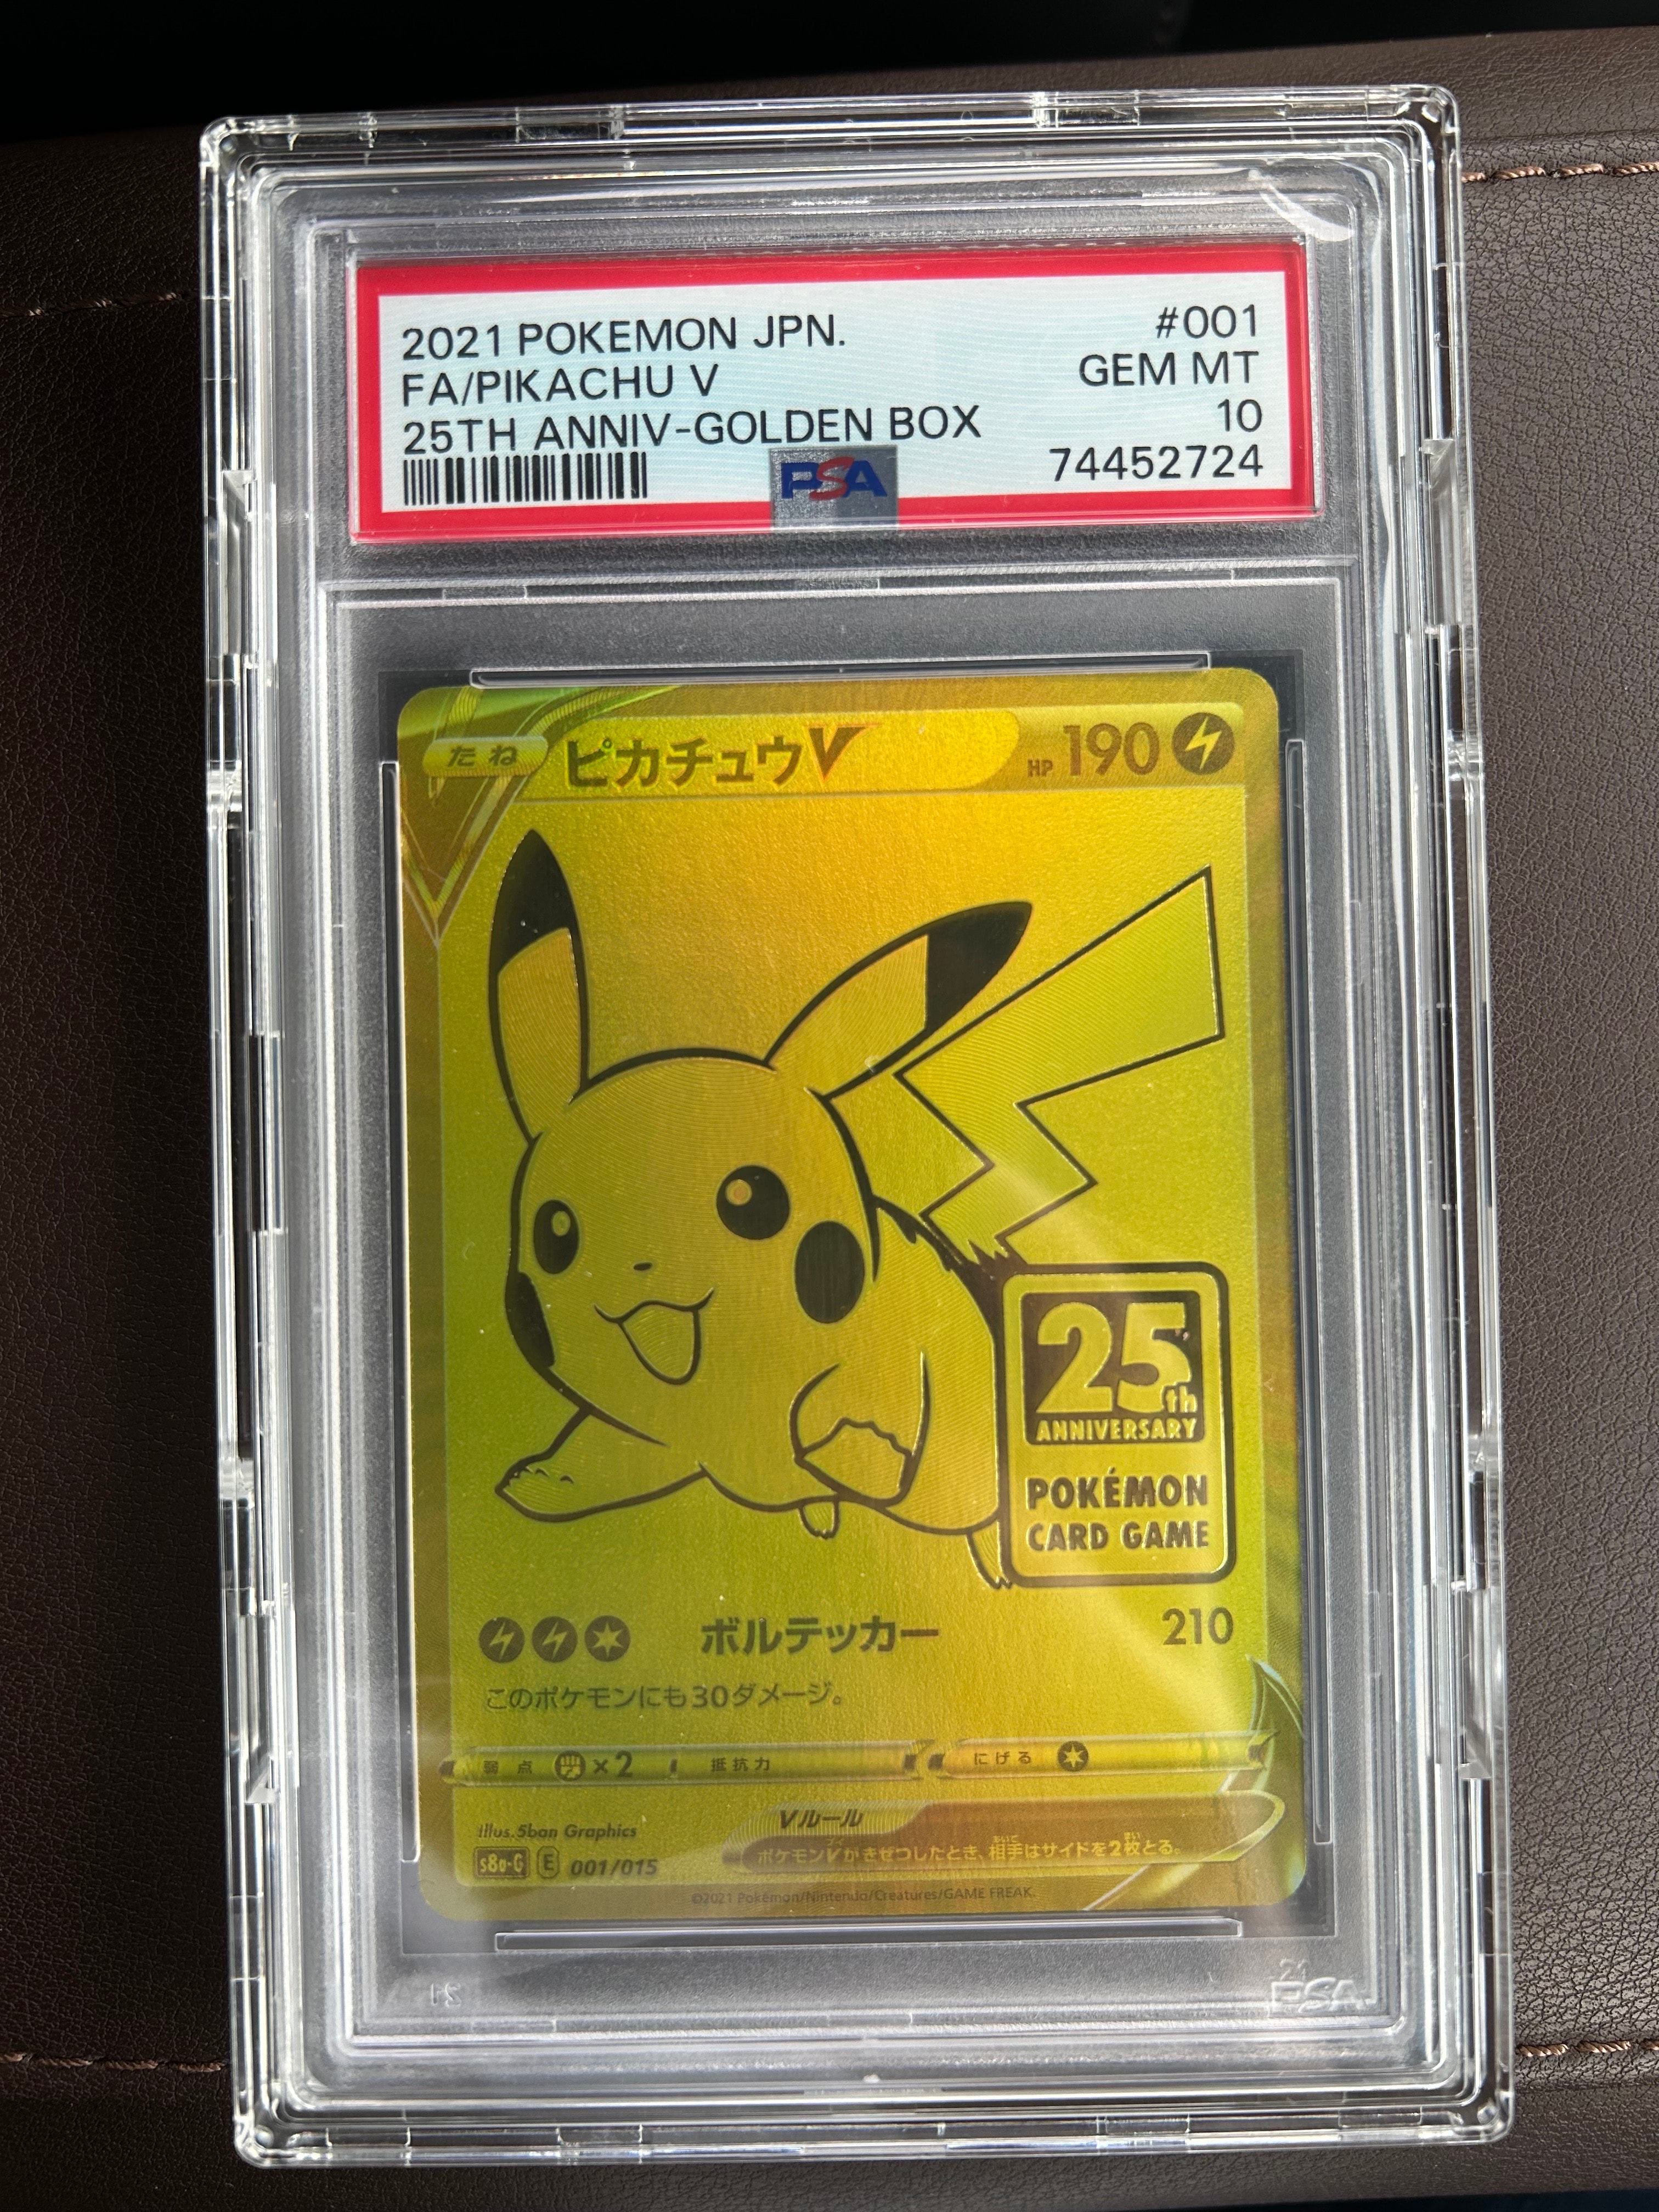 2021 POKEMON JPN. #001
FA/PIKACHU V GEM MT
25TH ANNIV-GOLDEN BOX 10
PSA 74452724
たね ピカチュウV HP 190
25th
ANNIVERSARY
POKÉMON
CARD GAME
ボルテッカー 210
このポケモンにも30ダメージ。
弱点 ×2 抵抗力 にげる
Vルール
ポケモンVがきぜつしたとき、相手はサイドを2枚とる。
illus. 5ban Graphics
s8a-G E 001/015
©2021 Pokémon/Nintendo/Creatures/GAME FREAK.
PSA